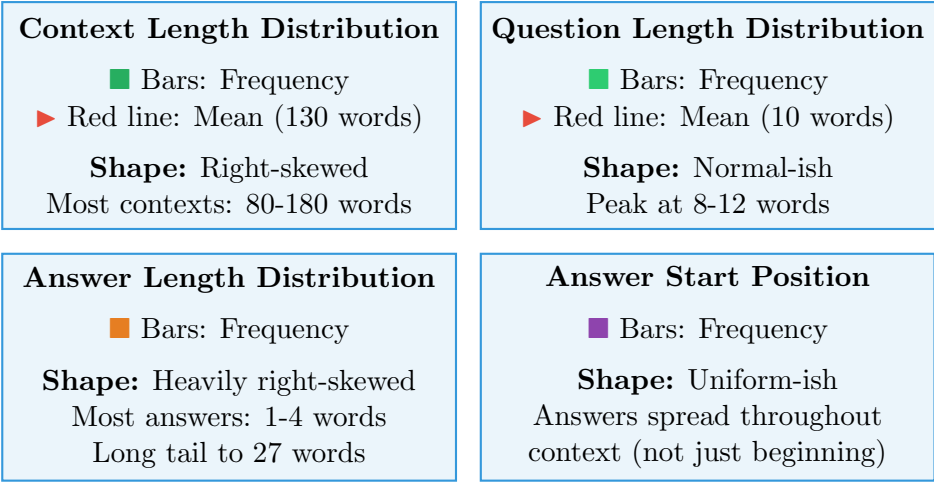 Context Length Distribution
Bars: Frequency
Red line: Mean (130 words)
Shape: Right-skewed
Most contexts: 80-180 words
Question Length Distribution
Bars: Frequency
Red line: Mean (10 words)
Shape: Normal-ish
Peak at 8-12 words
Answer Length Distribution
Bars: Frequency
Shape: Heavily right-skewed
Most answers: 1-4 words
Long tail to 27 words
Answer Start Position
Bars: Frequency
Shape: Uniform-ish
Answers spread throughout
context (not just beginning)